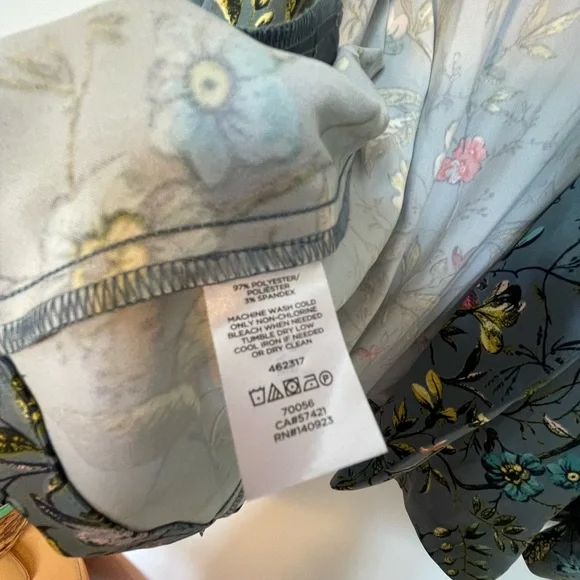 97% POLYESTER/
POLIÉSTER
3% SPANDEX
MACHINE WASH COLD
ONLY NON-CHLORINE
BLEACH WHEN NEEDED
TUMBLE DRY LOW
COOL IRON IF NEEDED
OR DRY CLEAN
462317
70056
CA#57421
RN#140923